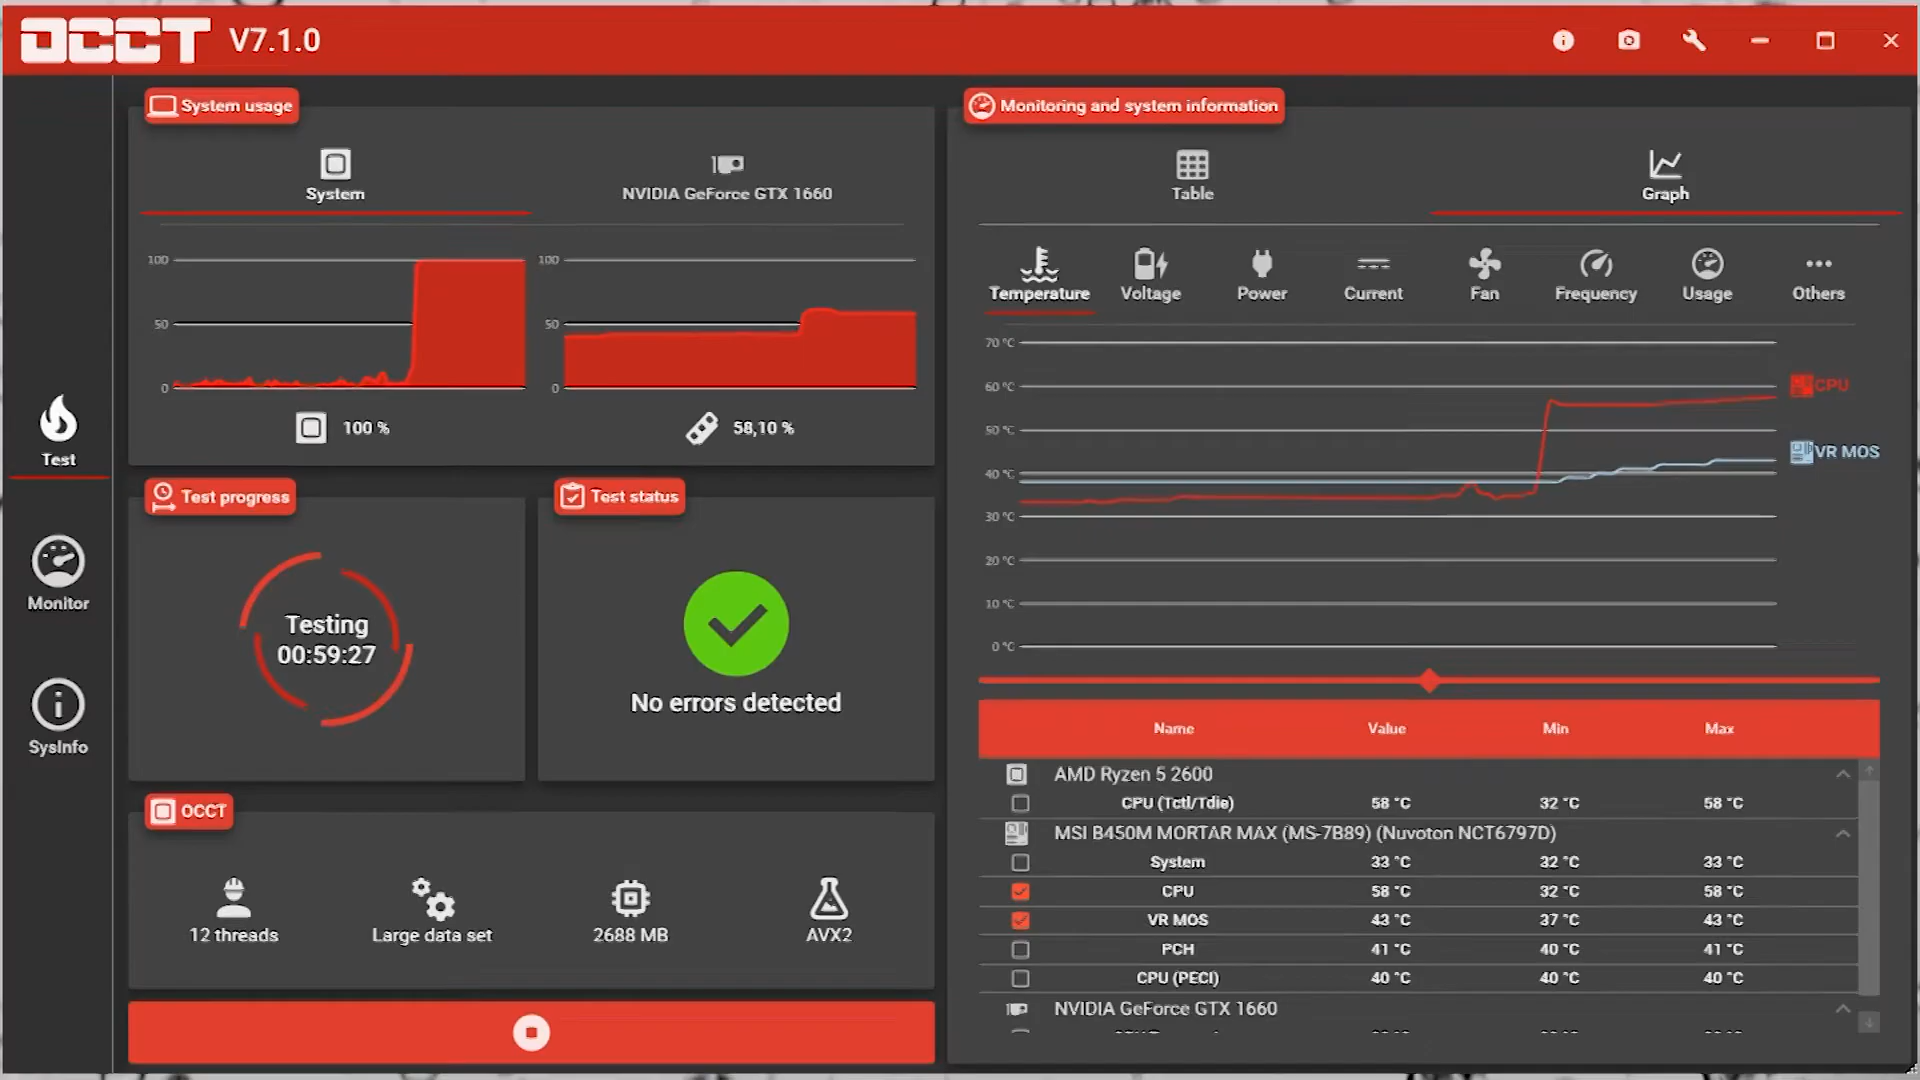 OCCT V7.1.0
System usage
System
NVIDIA GeForce GTX 1660
100
50
0
100
50
0
100 %
58,10 %
Test
Monitor
SysInfo
Test progress
Testing
00:59:27
Test status
No errors detected
OCCT
12 threads
Large data set
2688 MB
AVX2
Monitoring and system information
Table
Graph
Temperature
Voltage
Power
Current
Fan
Frequency
Usage
Others
70 °C
60 °C
50 °C
40 °C
30 °C
20 °C
10 °C
0 °C
CPU
VR MOS
Name Value Min Max
AMD Ryzen 5 2600
CPU (Tctl/Tdie) 58 °C 32 °C 58 °C
MSI B450M MORTAR MAX (MS-7B89) (Nuvoton NCT6797D)
System 33 °C 32 °C 33 °C
CPU 58 °C 32 °C 58 °C
VR MOS 43 °C 37 °C 43 °C
PCH 41 °C 40 °C 41 °C
CPU (PECI) 40 °C 40 °C 40 °C
NVIDIA GeForce GTX 1660